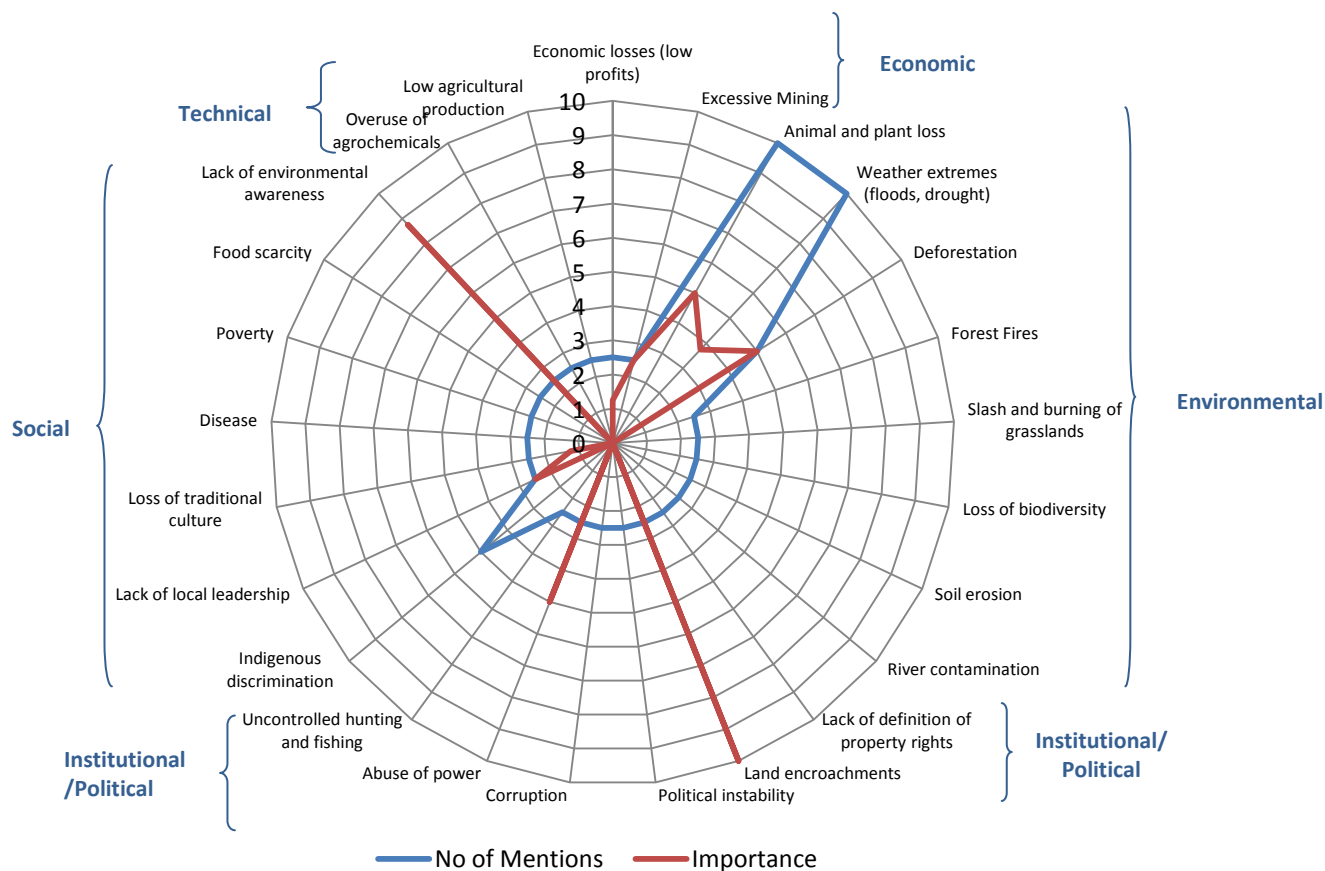 Economic losses (low
profits)
Economic
Excessive Mining
Animal and plant loss
Weather extremes
(floods, drought)
Deforestation
Forest Fires
Slash and burning of
grasslands
Environmental
Loss of biodiversity
Soil erosion
River contamination
Lack of definition of
property rights
Institutional/
Political
Land encroachments
Political instability
Corruption
Abuse of power
Uncontrolled hunting
and fishing
Institutional
/Political
Indigenous
discrimination
Lack of local leadership
Loss of traditional
culture
Disease
Social
Poverty
Food scarcity
Lack of environmental
awareness
Overuse of
agrochemicals
Technical
Low agricultural
production
10
9
8
7
6
5
4
3
2
1
0
No of Mentions
Importance